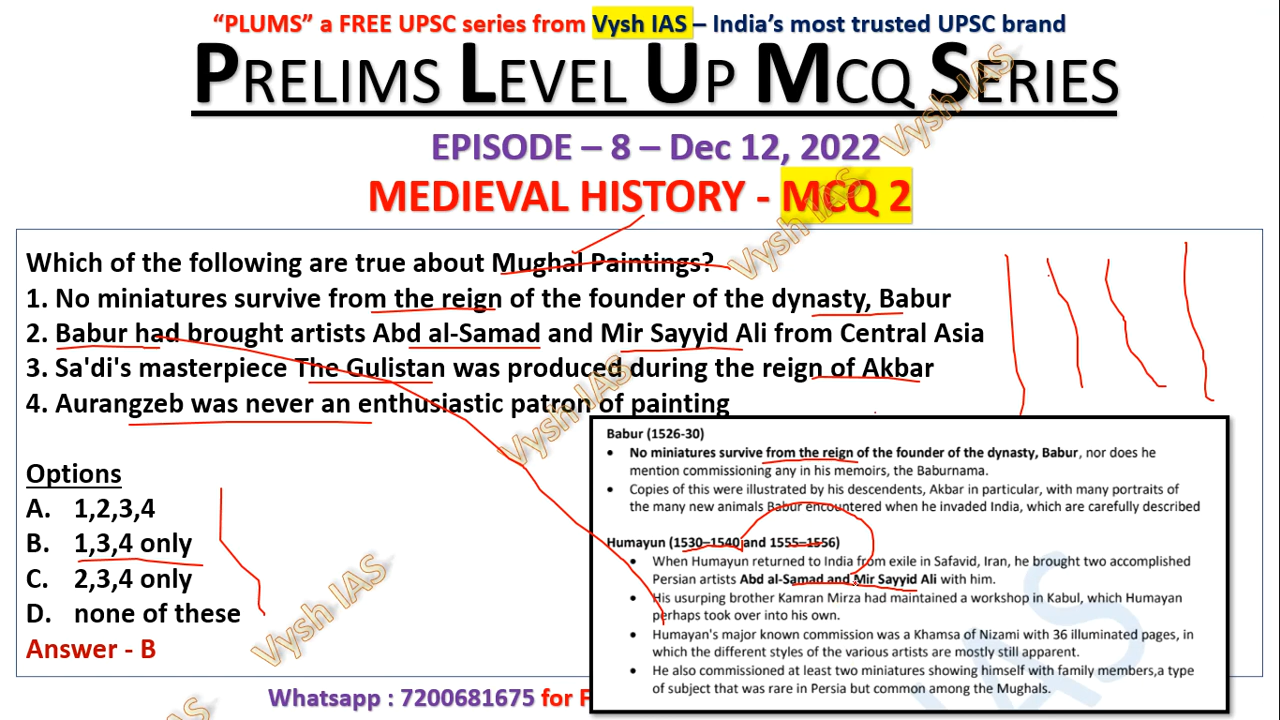 “PLUMS” a FREE UPSC series from Vysh IAS – India’s most trusted UPSC brand
PRELIMS LEVEL UP MCQ SERIES
EPISODE – 8 – Dec 12, 2022
MEDIEVAL HISTORY - MCQ 2
Which of the following are true about Mughal Paintings?
1. No miniatures survive from the reign of the founder of the dynasty, Babur
2. Babur had brought artists Abd al-Samad and Mir Sayyid Ali from Central Asia
3. Sa'di's masterpiece The Gulistan was produced during the reign of Akbar
4. Aurangzeb was never an enthusiastic patron of painting
Options
A. 1,2,3,4
B. 1,3,4 only
C. 2,3,4 only
D. none of these
Answer - B
Babur (1526-30)
• No miniatures survive from the reign of the founder of the dynasty, Babur, nor does he
mention commissioning any in his memoirs, the Baburnama.
• Copies of this were illustrated by his descendents, Akbar in particular, with many portraits of
the many new animals Babur encountered when he invaded India, which are carefully described
Humayun (1530–1540 and 1555–1556)
• When Humayun returned to India from exile in Safavid, Iran, he brought two accomplished
Persian artists Abd al-Samad and Mir Sayyid Ali with him.
• His usurping brother Kamran Mirza had maintained a workshop in Kabul, which Humayan
perhaps took over into his own.
• Humayan's major known commission was a Khamsa of Nizami with 36 illuminated pages, in
which the different styles of the various artists are mostly still apparent.
• He also commissioned at least two miniatures showing himself with family members,a type
of subject that was rare in Persia but common among the Mughals.
Whatsapp : 7200681675 for F
Vysh IAS
Vysh IAS
Vysh IAS
Vysh IAS
Vysh IAS
IAS